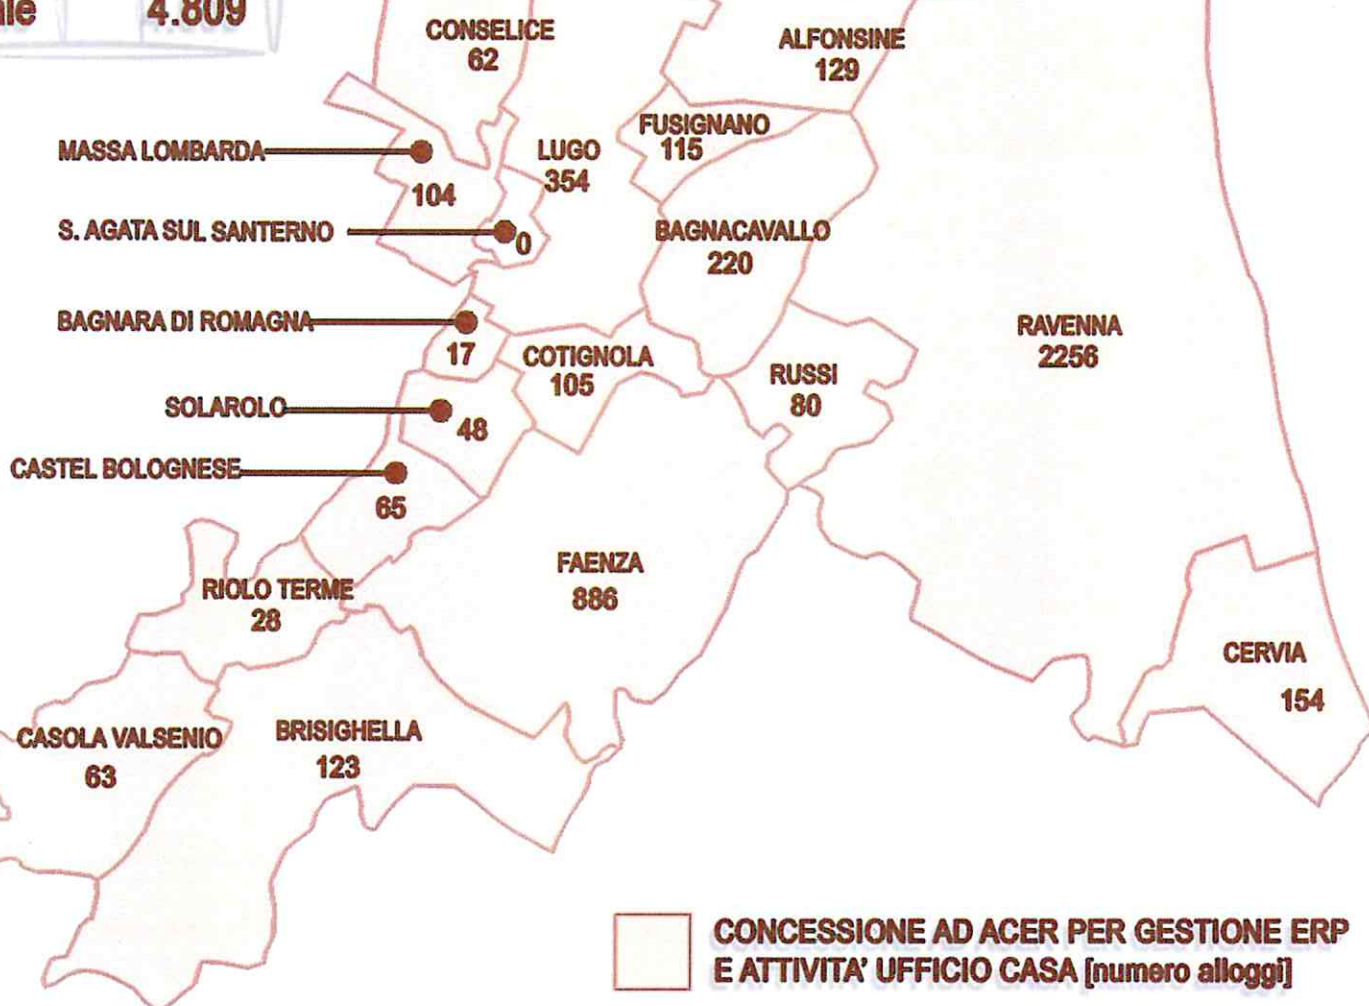 4.809
CONSELICE
62
ALFONSINE
129
FUSIGNANO
115
MASSA LOMBARDA
104
LUGO
354
S. AGATA SUL SANTERNO
0
BAGNACAVALLO
220
BAGNARA DI ROMAGNA
17
COTIGNOLA
105
RAVENNA
2256
RUSSI
80
SOLAROLO
48
CASTEL BOLOGNESE
65
FAENZA
886
RIOLO TERME
28
CERVIA
154
CASOLA VALSENIO
63
BRISIGHELLA
123
CONCESSIONE AD ACER PER GESTIONE ERP
E ATTIVITA' UFFICIO CASA [numero alloggi]